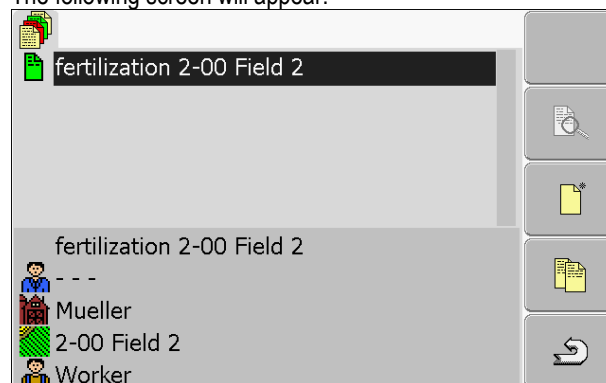 The following screen will appear:
fertilization 2-00 Field 2
fertilization 2-00 Field 2
- - -
Mueller
2-00 Field 2
Worker